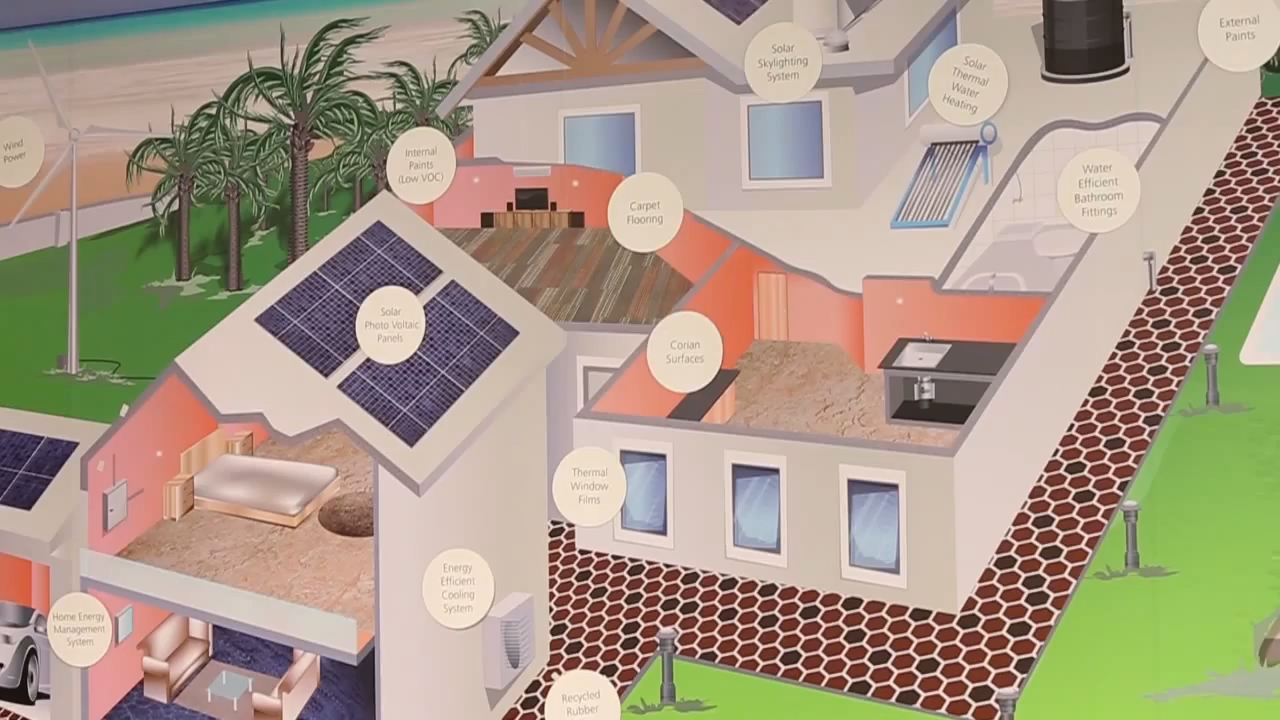 External
Paints
Solar
Skylighting
System
Solar
Thermal
Water
Heating
Wind
Power
Internal
Paints
(Low VOC)
Carpet
Flooring
Water
Efficient
Bathroom
Fittings
Solar
Photo Voltaic
Panels
Corian
Surfaces
Thermal
Window
Films
Energy
Efficient
Cooling
System
Home Energy
Management
System
Recycled
Rubber